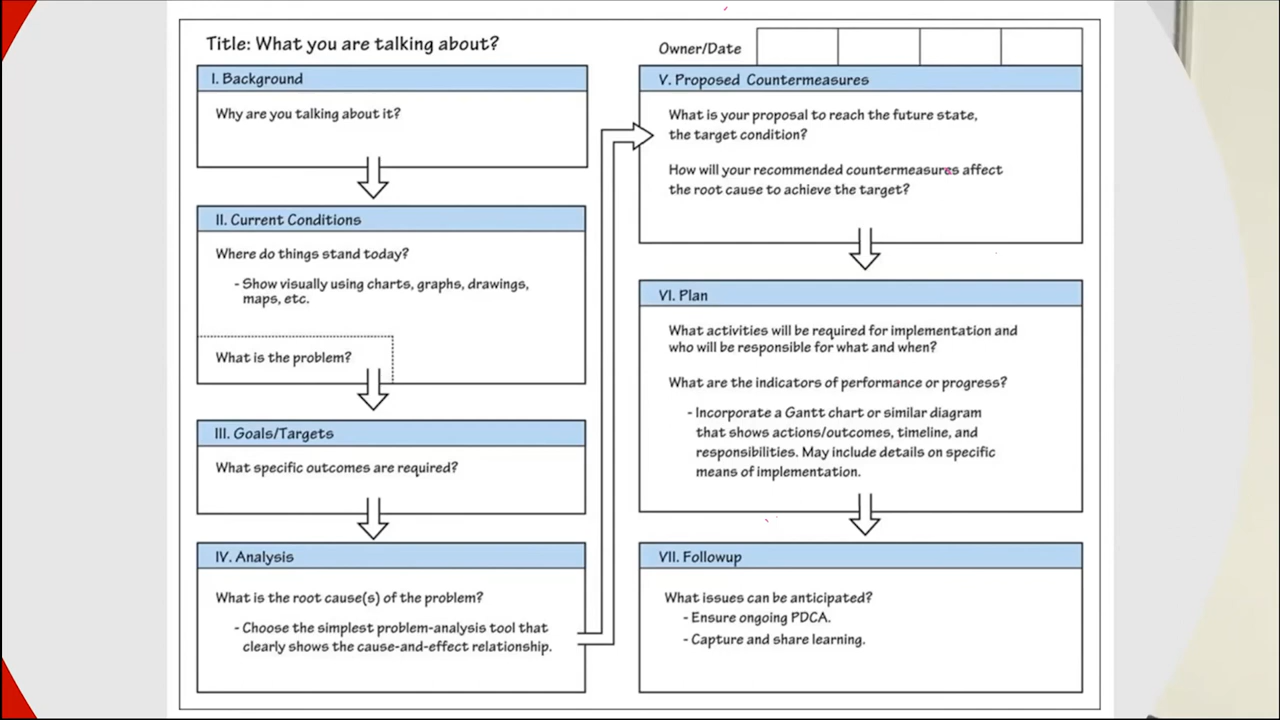 Title: What you are talking about?
Owner/Date
I. Background
Why are you talking about it?
II. Current Conditions
Where do things stand today?
- Show visually using charts, graphs, drawings,
maps, etc.
What is the problem?
III. Goals/Targets
What specific outcomes are required?
IV. Analysis
What is the root cause(s) of the problem?
- Choose the simplest problem-analysis tool that
clearly shows the cause-and-effect relationship.
V. Proposed Countermeasures
What is your proposal to reach the future state,
the target condition?
How will your recommended countermeasures affect
the root cause to achieve the target?
VI. Plan
What activities will be required for implementation and
who will be responsible for what and when?
What are the indicators of performance or progress?
- Incorporate a Gantt chart or similar diagram
that shows actions/outcomes, timeline, and
responsibilities. May include details on specific
means of implementation.
VII. Followup
What issues can be anticipated?
- Ensure ongoing PDCA.
- Capture and share learning.